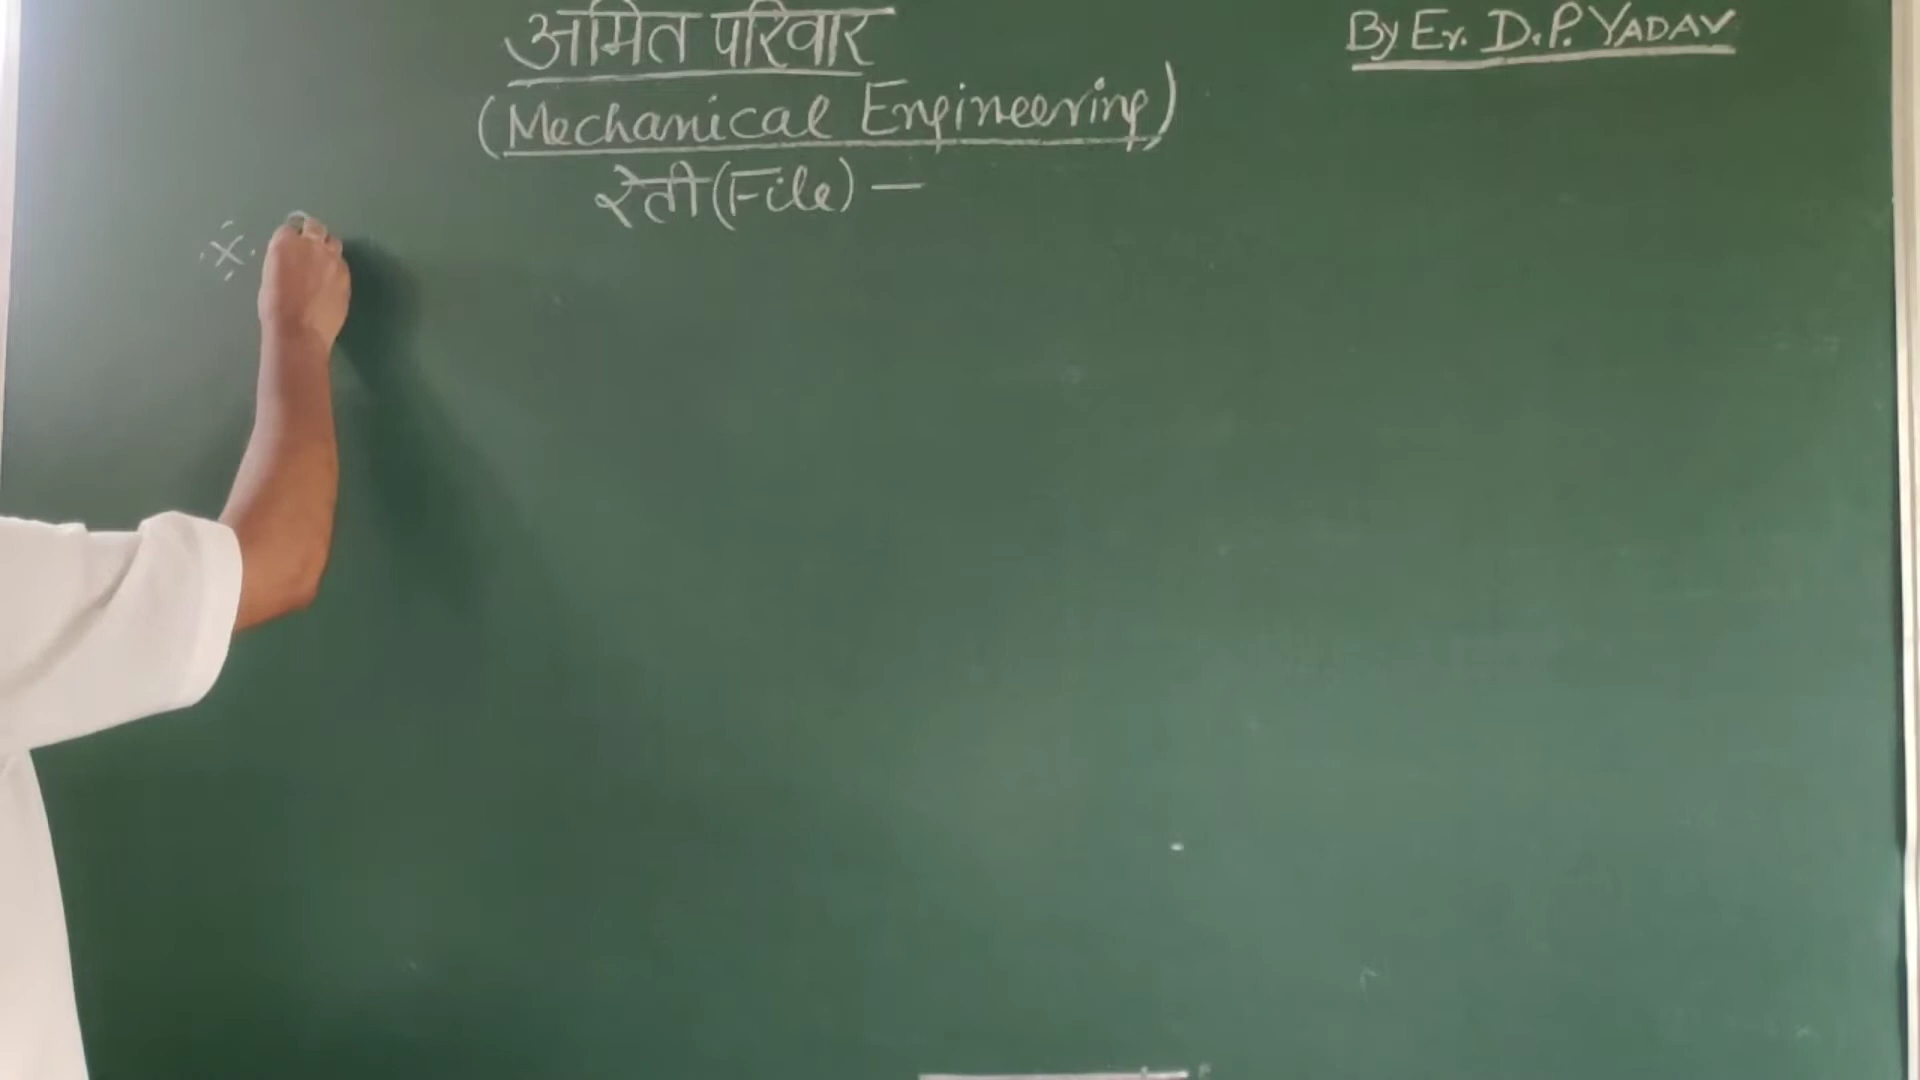 अमित परिवार
By Er. D.P. YADAV
(Mechanical Engineering)
रेती (File) –